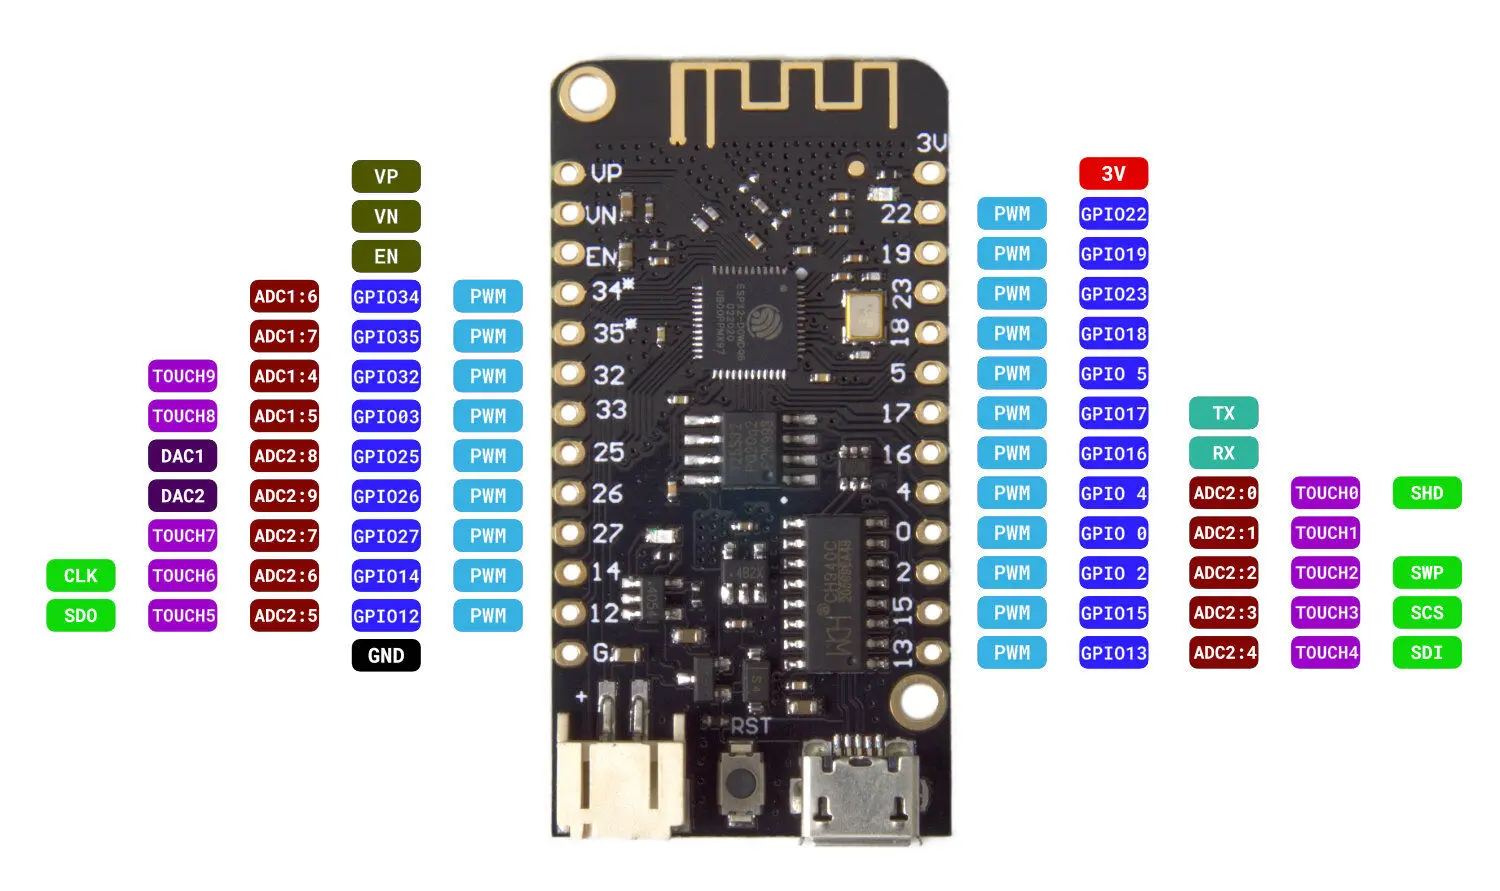 3V
VP VP 3V
VN VN 22 PWM GPIO22
EN EN 19 PWM GPIO19
ADC1:6 GPIO34 PWM 34* 23 PWM GPIO23
ADC1:7 GPIO35 PWM 35* 18 PWM GPIO18
TOUCH9 ADC1:4 GPIO32 PWM 32 5 PWM GPIO 5
TOUCH8 ADC1:5 GPIO03 PWM 33 17 PWM GPIO17 TX
DAC1 ADC2:8 GPIO25 PWM 25 16 PWM GPIO16 RX
DAC2 ADC2:9 GPIO26 PWM 26 4 PWM GPIO 4 ADC2:0 TOUCH0 SHD
TOUCH7 ADC2:7 GPIO27 PWM 27 0 PWM GPIO 0 ADC2:1 TOUCH1
CLK TOUCH6 ADC2:6 GPIO14 PWM 14 2 PWM GPIO 2 ADC2:2 TOUCH2 SWP
SDO TOUCH5 ADC2:5 GPIO12 PWM 12 15 PWM GPIO15 ADC2:3 TOUCH3 SCS
GND G 13 PWM GPIO13 ADC2:4 TOUCH4 SDI
CH340C
+
RST